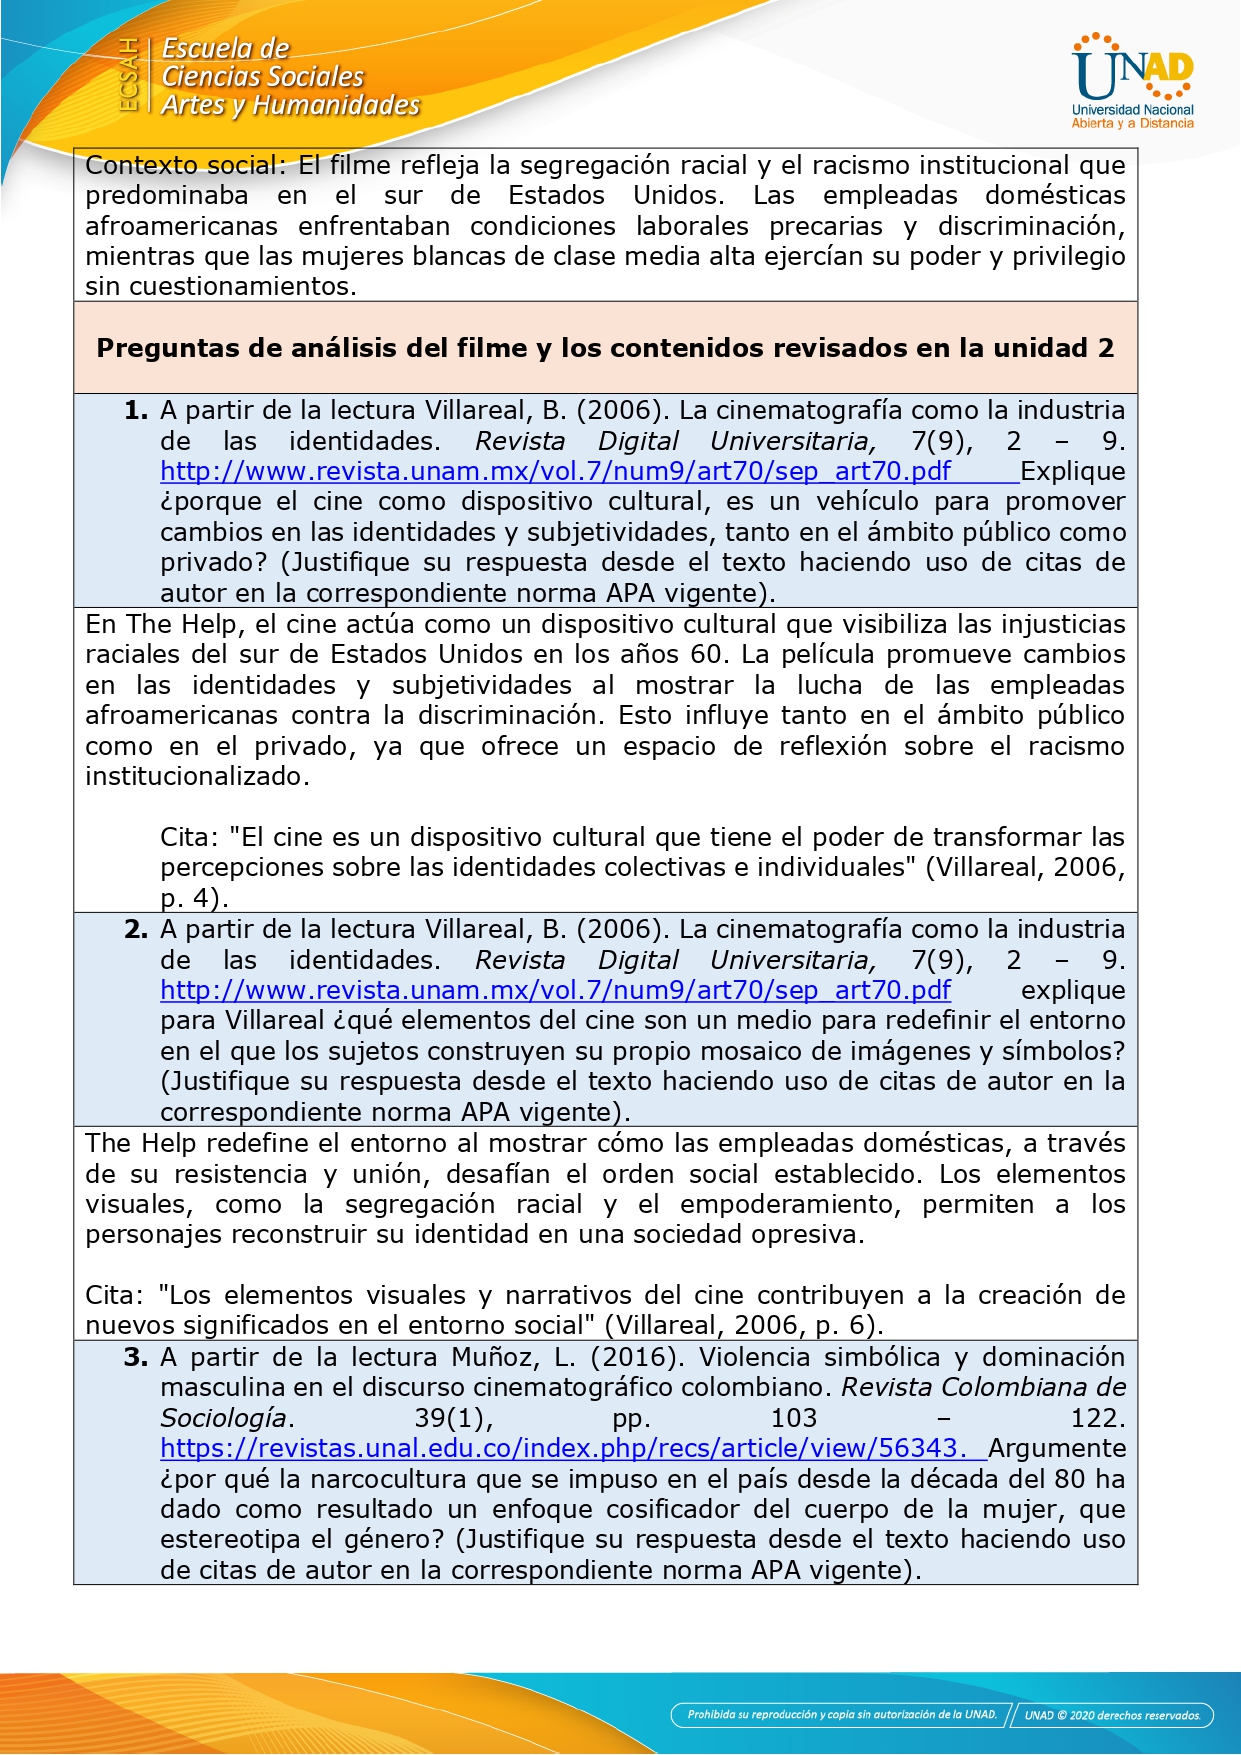 ECSAH
Escuela de
Ciencias Sociales
Artes y Humanidades
UNAD
Universidad Nacional
Abierta y a Distancia
Contexto social: El filme refleja la segregación racial y el racismo institucional que
predominaba en el sur de Estados Unidos. Las empleadas domésticas
afroamericanas enfrentaban condiciones laborales precarias y discriminación,
mientras que las mujeres blancas de clase media alta ejercían su poder y privilegio
sin cuestionamientos.
Preguntas de análisis del filme y los contenidos revisados en la unidad 2
1. A partir de la lectura Villareal, B. (2006). La cinematografía como la industria
de las identidades. Revista Digital Universitaria, 7(9), 2 – 9.
http://www.revista.unam.mx/vol.7/num9/art70/sep_art70.pdf Explique
¿porque el cine como dispositivo cultural, es un vehículo para promover
cambios en las identidades y subjetividades, tanto en el ámbito público como
privado? (Justifique su respuesta desde el texto haciendo uso de citas de
autor en la correspondiente norma APA vigente).
En The Help, el cine actúa como un dispositivo cultural que visibiliza las injusticias
raciales del sur de Estados Unidos en los años 60. La película promueve cambios
en las identidades y subjetividades al mostrar la lucha de las empleadas
afroamericanas contra la discriminación. Esto influye tanto en el ámbito público
como en el privado, ya que ofrece un espacio de reflexión sobre el racismo
institucionalizado.
Cita: "El cine es un dispositivo cultural que tiene el poder de transformar las
percepciones sobre las identidades colectivas e individuales" (Villareal, 2006,
p. 4).
2. A partir de la lectura Villareal, B. (2006). La cinematografía como la industria
de las identidades. Revista Digital Universitaria, 7(9), 2 – 9.
http://www.revista.unam.mx/vol.7/num9/art70/sep_art70.pdf explique
para Villareal ¿qué elementos del cine son un medio para redefinir el entorno
en el que los sujetos construyen su propio mosaico de imágenes y símbolos?
(Justifique su respuesta desde el texto haciendo uso de citas de autor en la
correspondiente norma APA vigente).
The Help redefine el entorno al mostrar cómo las empleadas domésticas, a través
de su resistencia y unión, desafían el orden social establecido. Los elementos
visuales, como la segregación racial y el empoderamiento, permiten a los
personajes reconstruir su identidad en una sociedad opresiva.
Cita: "Los elementos visuales y narrativos del cine contribuyen a la creación de
nuevos significados en el entorno social" (Villareal, 2006, p. 6).
3. A partir de la lectura Muñoz, L. (2016). Violencia simbólica y dominación
masculina en el discurso cinematográfico colombiano. Revista Colombiana de
Sociología. 39(1), pp. 103 – 122.
https://revistas.unal.edu.co/index.php/recs/article/view/56343. Argumente
¿por qué la narcocultura que se impuso en el país desde la década del 80 ha
dado como resultado un enfoque cosificador del cuerpo de la mujer, que
estereotipa el género? (Justifique su respuesta desde el texto haciendo uso
de citas de autor en la correspondiente norma APA vigente).
Prohibida su reproducción y copia sin autorización de la UNAD. // UNAD © 2020 derechos reservados.